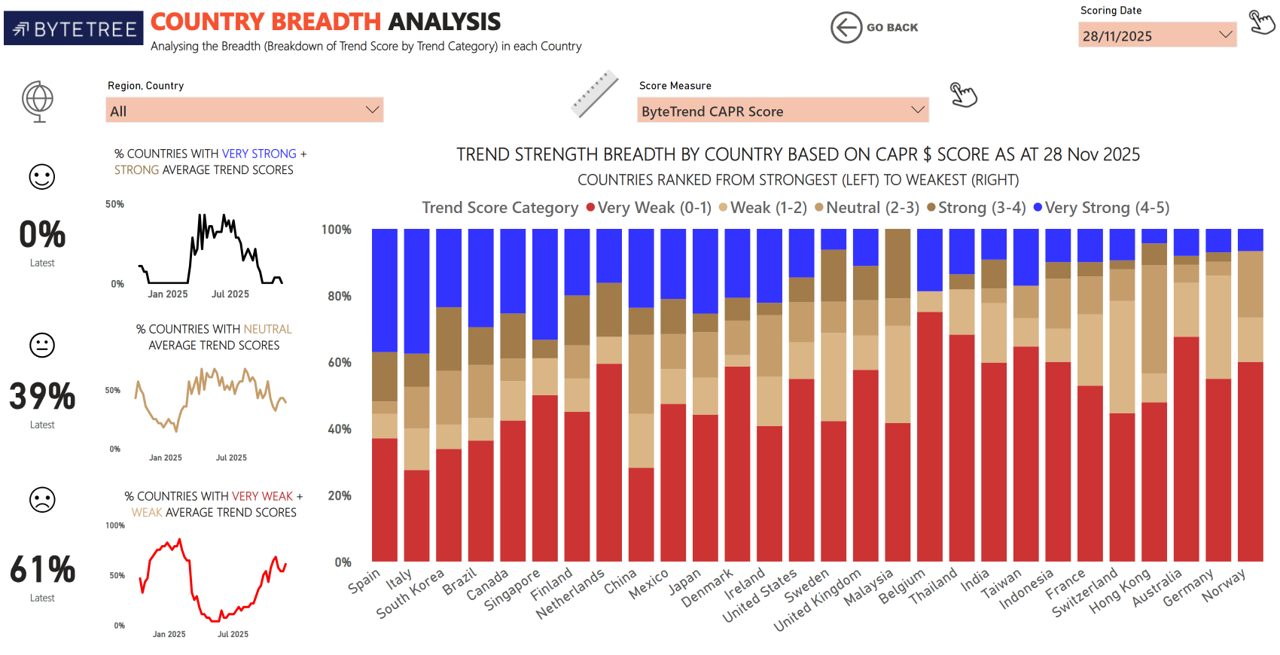 BYTETREE
COUNTRY BREADTH ANALYSIS
Analysing the Breadth (Breakdown of Trend Score by Trend Category) in each Country
GO BACK
Scoring Date
28/11/2025
Region, Country
All
Score Measure
ByteTrend CAPR Score
% COUNTRIES WITH VERY STRONG +
STRONG AVERAGE TREND SCORES
0%
Latest
50%
0%
Jan 2025
Jul 2025
% COUNTRIES WITH NEUTRAL
AVERAGE TREND SCORES
39%
Latest
50%
0%
Jan 2025
Jul 2025
% COUNTRIES WITH VERY WEAK +
WEAK AVERAGE TREND SCORES
61%
Latest
100%
50%
0%
Jan 2025
Jul 2025
TREND STRENGTH BREADTH BY COUNTRY BASED ON CAPR $ SCORE AS AT 28 Nov 2025
COUNTRIES RANKED FROM STRONGEST (LEFT) TO WEAKEST (RIGHT)
Trend Score Category Very Weak (0-1) Weak (1-2) Neutral (2-3) Strong (3-4) Very Strong (4-5)
100%
80%
60%
40%
20%
0%
Spain
Italy
South Korea
Brazil
Canada
Singapore
Finland
Netherlands
China
Mexico
Japan
Denmark
Ireland
United States
Sweden
United Kingdom
Malaysia
Belgium
Thailand
India
Taiwan
Indonesia
France
Switzerland
Hong Kong
Australia
Germany
Norway